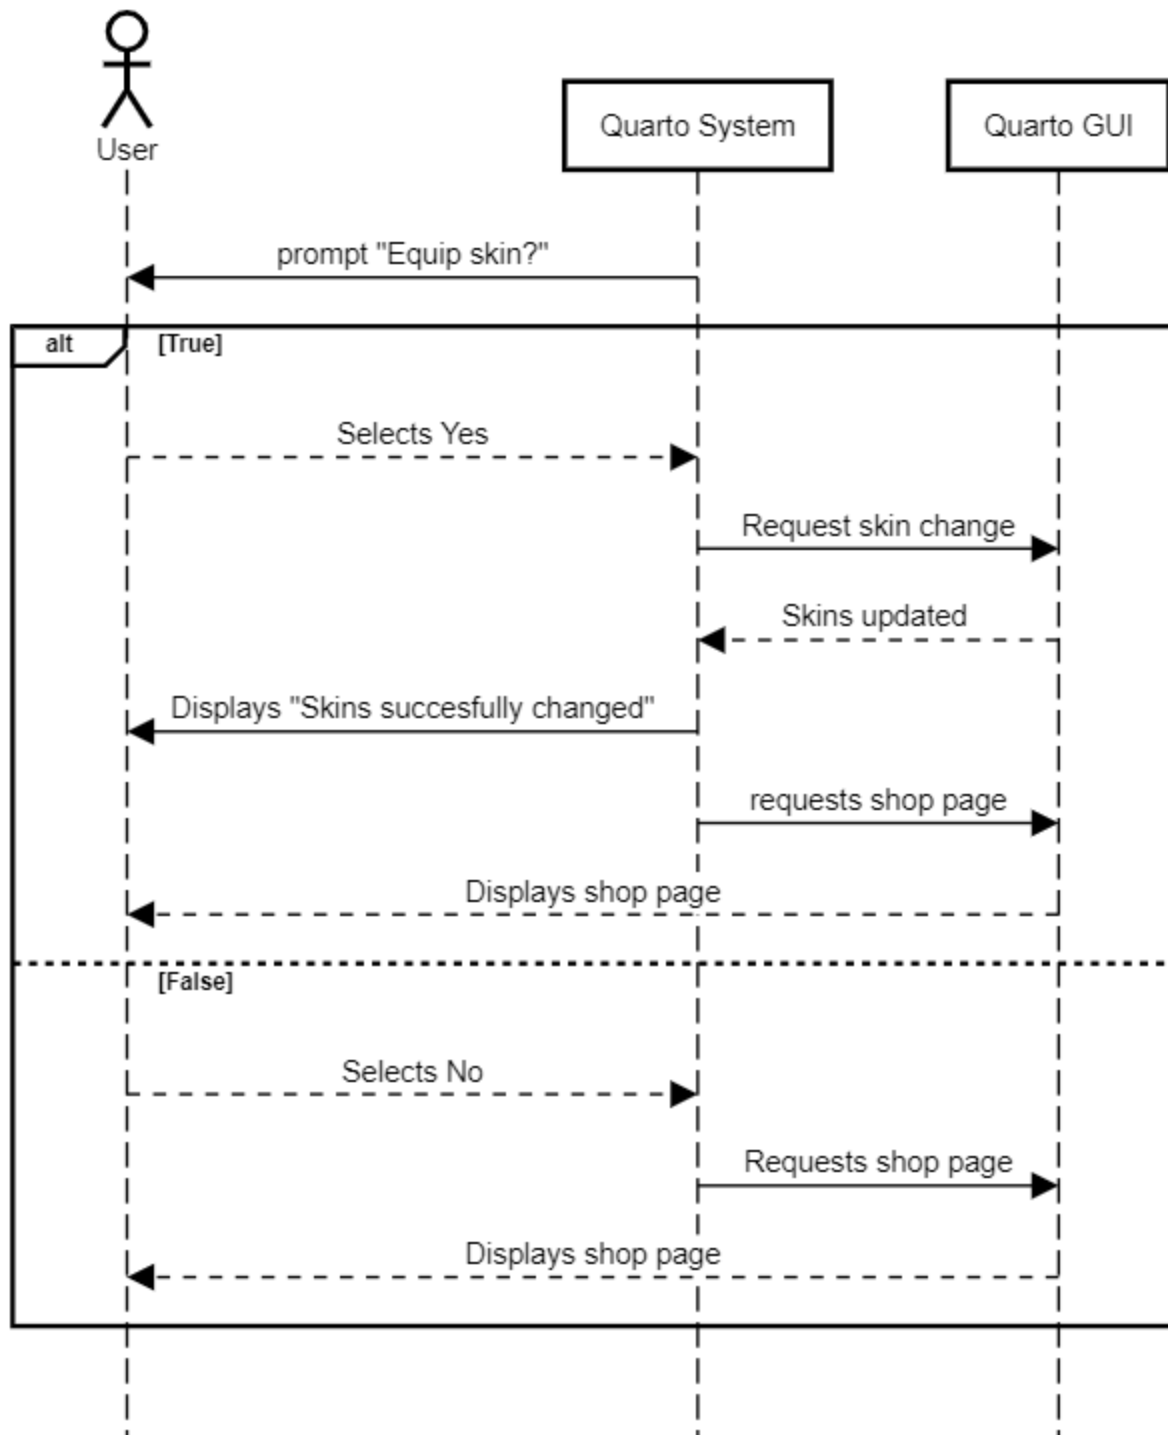 User
Quarto System
Quarto GUI
prompt "Equip skin?"
alt
[True]
Selects Yes
Request skin change
Skins updated
Displays "Skins succesfully changed"
requests shop page
Displays shop page
[False]
Selects No
Requests shop page
Displays shop page